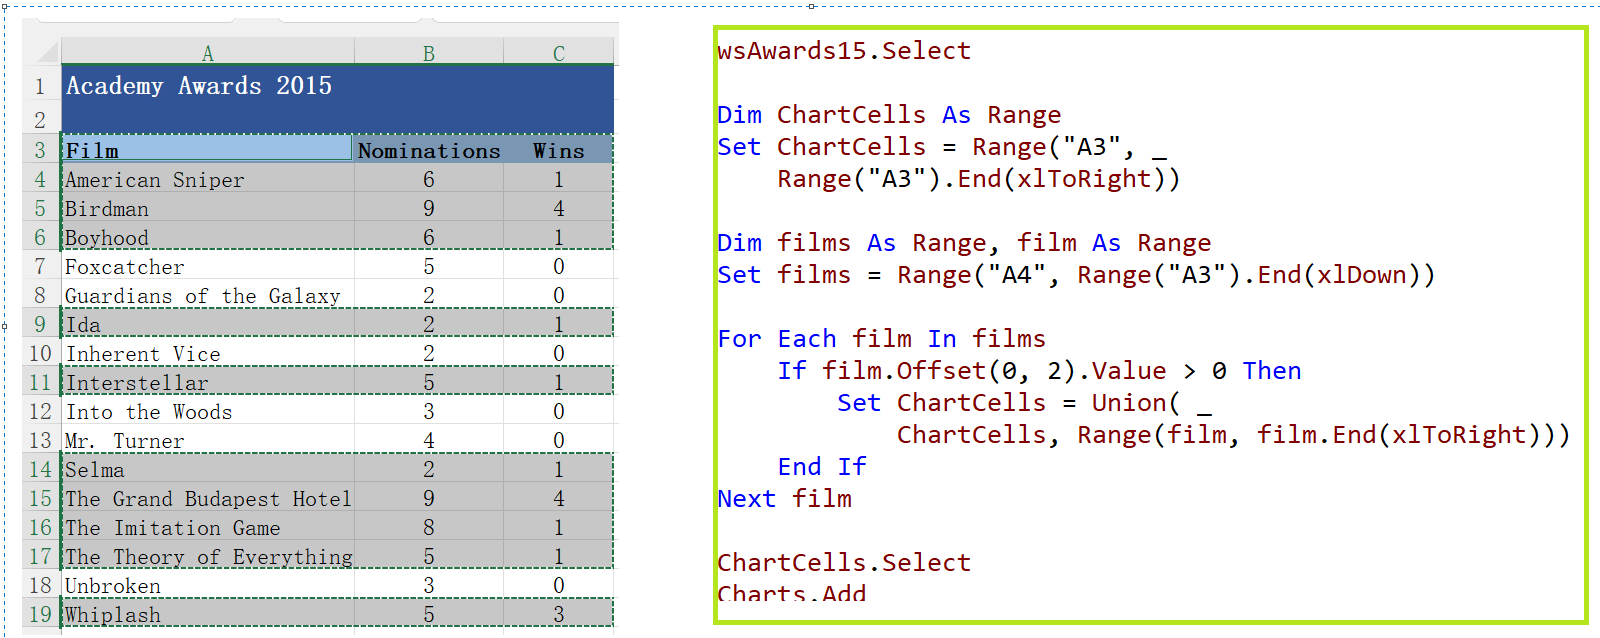 A B C
1 Academy Awards 2015
2
3 Film Nominations Wins
4 American Sniper 6 1
5 Birdman 9 4
6 Boyhood 6 1
7 Foxcatcher 5 0
8 Guardians of the Galaxy 2 0
9 Ida 2 1
10 Inherent Vice 2 0
11 Interstellar 5 1
12 Into the Woods 3 0
13 Mr. Turner 4 0
14 Selma 2 1
15 The Grand Budapest Hotel 9 4
16 The Imitation Game 8 1
17 The Theory of Everything 5 1
18 Unbroken 3 0
19 Whiplash 5 3
wsAwards15.Select
Dim ChartCells As Range
Set ChartCells = Range("A3", _
Range("A3").End(xlToRight))
Dim films As Range, film As Range
Set films = Range("A4", Range("A3").End(xlDown))
For Each film In films
If film.Offset(0, 2).Value > 0 Then
Set ChartCells = Union( _
ChartCells, Range(film, film.End(xlToRight)))
End If
Next film
ChartCells.Select
Charts.Add